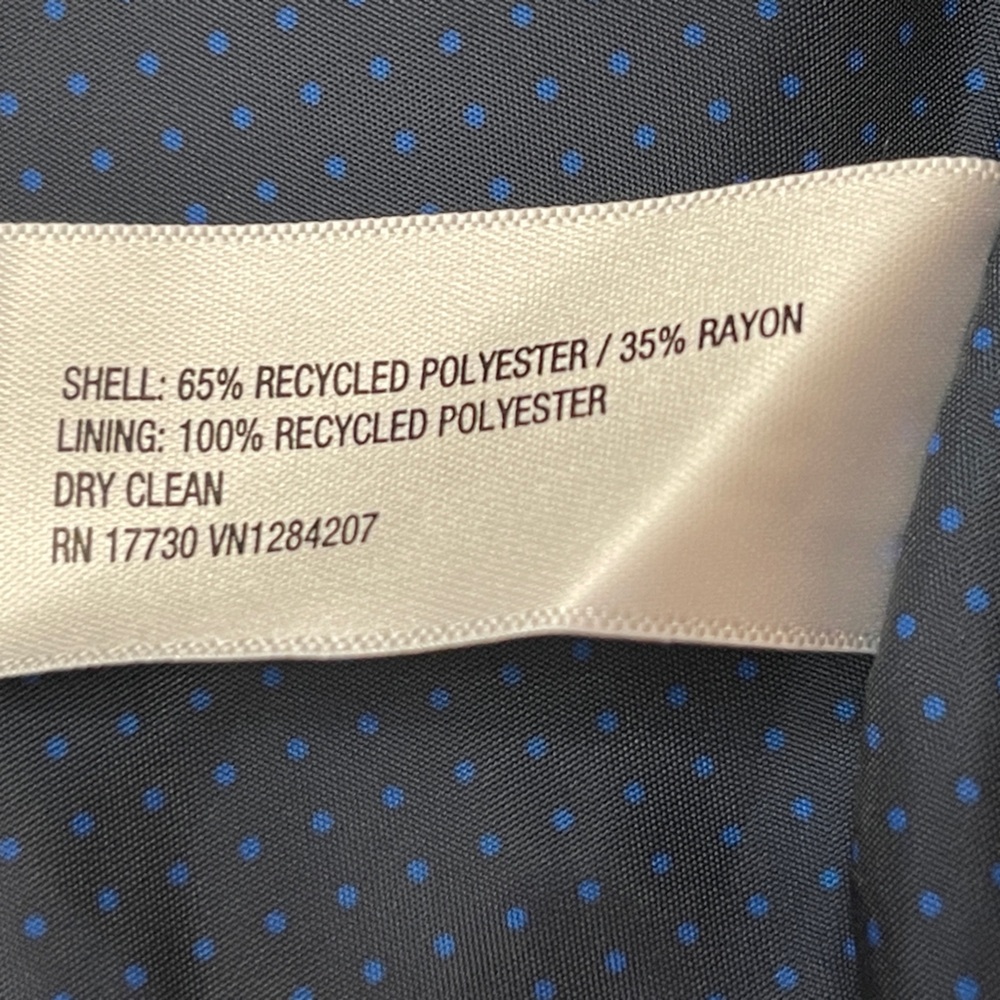 SHELL: 65% RECYCLED POLYESTER / 35% RAYON
LINING: 100% RECYCLED POLYESTER
DRY CLEAN
RN 17730 VN1284207